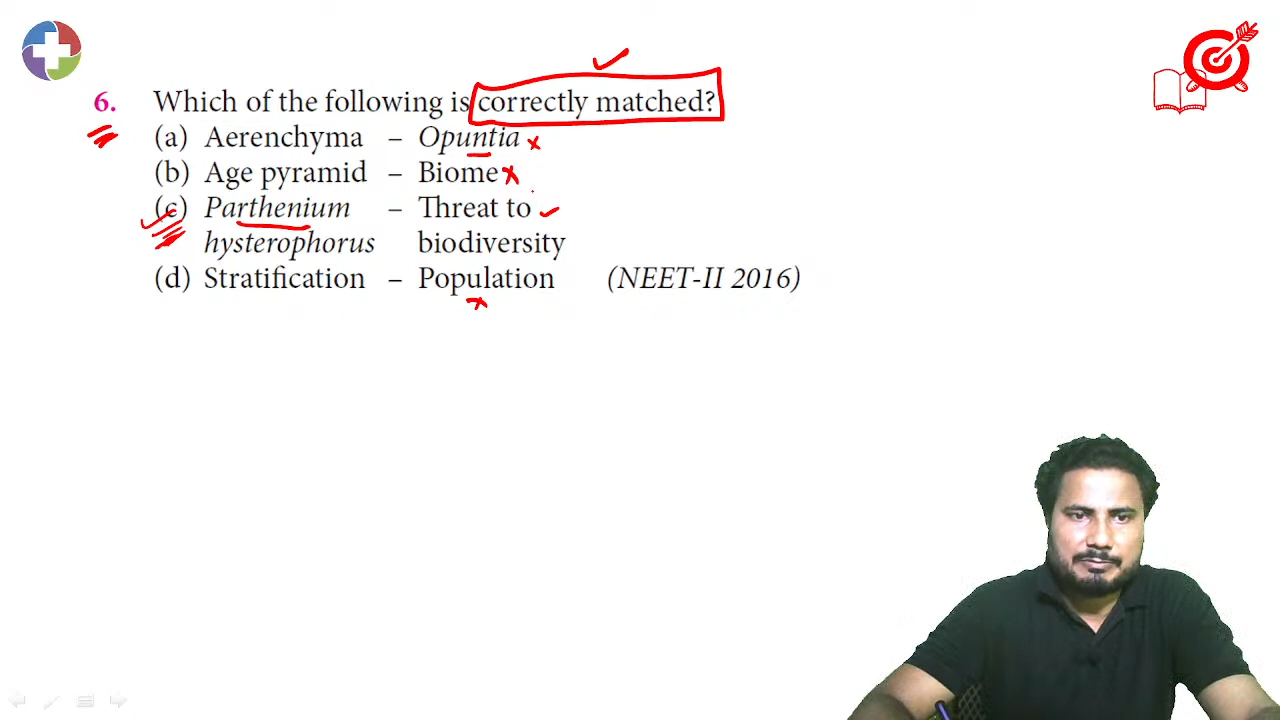 6. Which of the following is correctly matched?
(a) Aerenchyma – Opuntia
(b) Age pyramid – Biome
(c) Parthenium – Threat to
hysterophorus biodiversity
(d) Stratification – Population (NEET-II 2016)